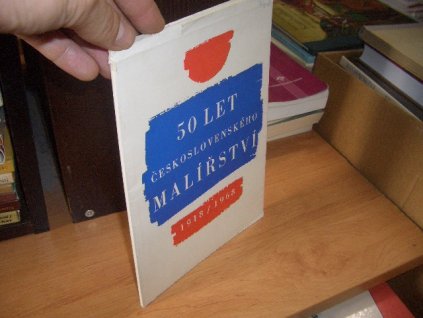 50 LET
ČESKOSLOVENSKÉHO
MALÍŘSTVÍ
1918/1968